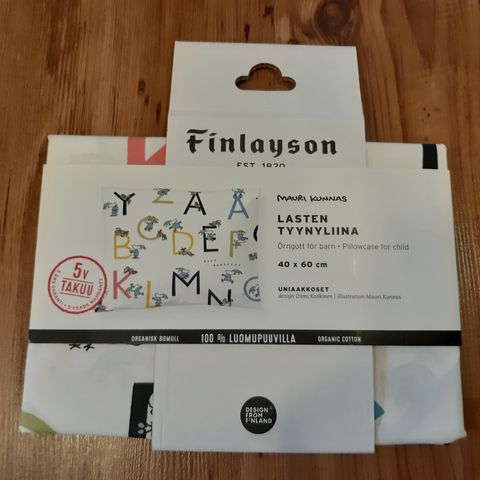 Finlayson
EST. 1820
MAURI KUNNAS
LASTEN
TYYNYLIINA
Örngott för barn • Pillowcase for child
40 x 60 cm
UNIAAKKOSET
design Onni Koskinen | illustration Mauri Kunnas
Y Z Å Ä
B C D E F G
K L M N O
5V
TAKUU
ORGANISK BOMULL 100 % LUOMUPUUVILLA ORGANIC COTTON
DESIGN
FROM
FINLAND